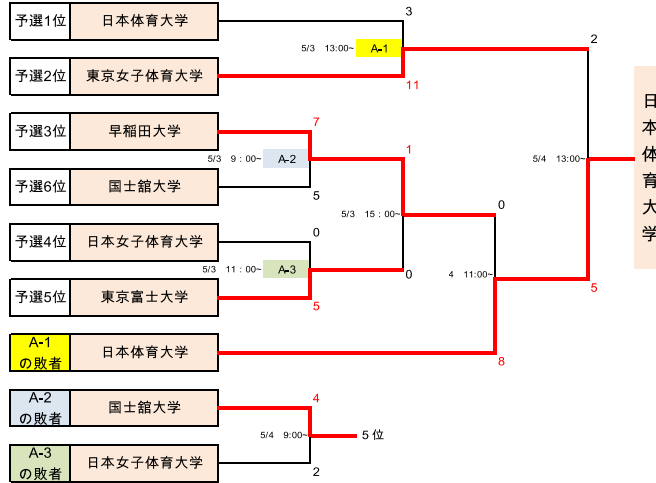 予選1位 日本体育大学
3
5/3 13:00~ A-1
2
予選2位 東京女子体育大学
11
予選3位 早稲田大学
7
1
5/3 9：00~ A-2
5/4 13:00~
予選6位 国士舘大学
5
0
5/3 15：00~
予選4位 日本女子体育大学
0
5/3 11：00~ A-3
0
4 11:00~
予選5位 東京富士大学
5
5
日本体育大学
A-1
の敗者 日本体育大学
8
A-2
の敗者 国士舘大学
4
5/4 9:00~
5位
A-3
の敗者 日本女子体育大学
2